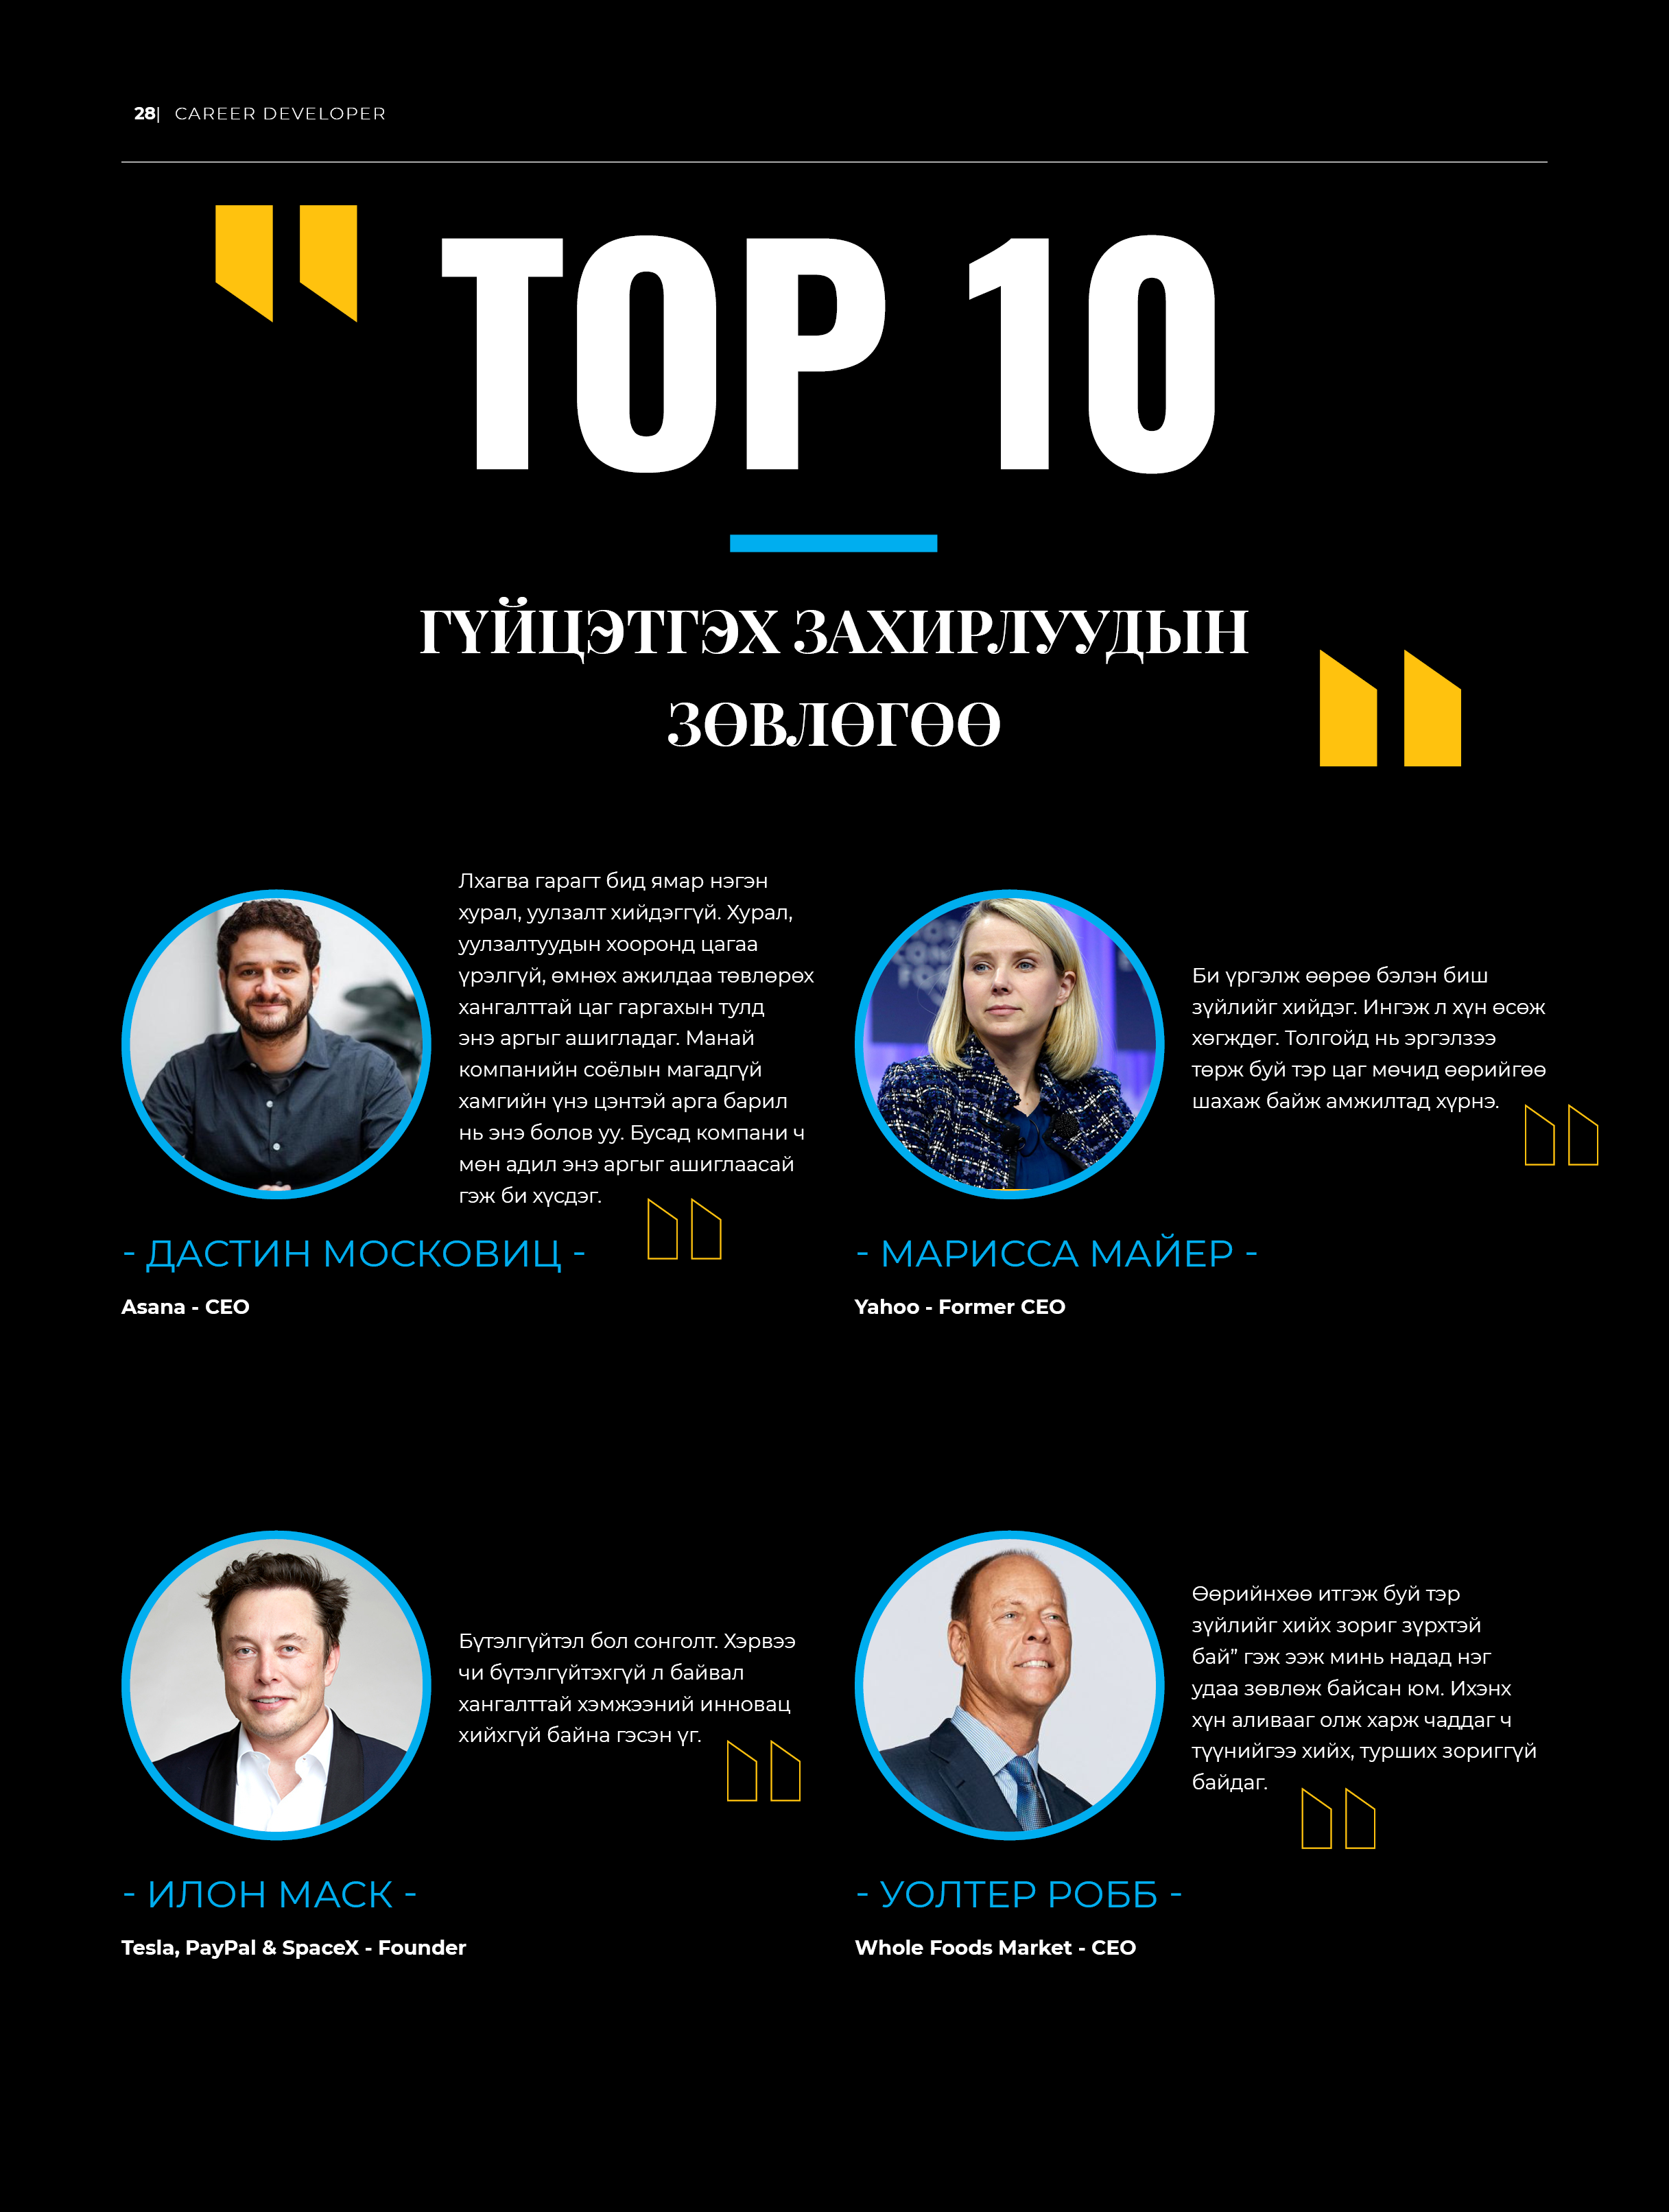 28| CAREER DEVELOPER
TOP 10
ГҮЙЦЭТГЭХ ЗАХИРЛУУДЫН
ЗӨВЛӨГӨӨ
Лхагва гарагт бид ямар нэгэн
хурал, уулзалт хийдэггүй. Хурал,
уулзалтуудын хооронд цагаа
үрэлгүй, өмнөх ажилдаа төвлөрөх
хангалттай цаг гаргахын тулд
энэ аргыг ашигладаг. Манай
компанийн соёлын магадгүй
хамгийн үнэ цэнтэй арга барил
нь энэ болов уу. Бусад компани ч
мөн адил энэ аргыг ашиглаасай
гэж би хүсдэг.
- ДАСТИН МОСКОВИЦ -
Asana - CEO
Би үргэлж өөрөө бэлэн биш
зүйлийг хийдэг. Ингэж л хүн өсөж
хөгждөг. Толгойд нь эргэлзээ
төрж буй тэр цаг мөчид өөрийгөө
шахаж байж амжилтад хүрнэ.
- МАРИССА МАЙЕР -
Yahoo - Former CEO
Бүтэлгүйтэл бол сонголт. Хэрвээ
чи бүтэлгүйтэхгүй л байвал
хангалттай хэмжээний инновац
хийхгүй байна гэсэн үг.
- ИЛОН МАСК -
Tesla, PayPal & SpaceX - Founder
Өөрийнхөө итгэж буй тэр
зүйлийг хийх зориг зүрхтэй
бай” гэж ээж минь надад нэг
удаа зөвлөж байсан юм. Ихэнх
хүн аливааг олж харж чаддаг ч
түүнийгээ хийх, турших зориггүй
байдаг.
- УОЛТЕР РОББ -
Whole Foods Market - CEO